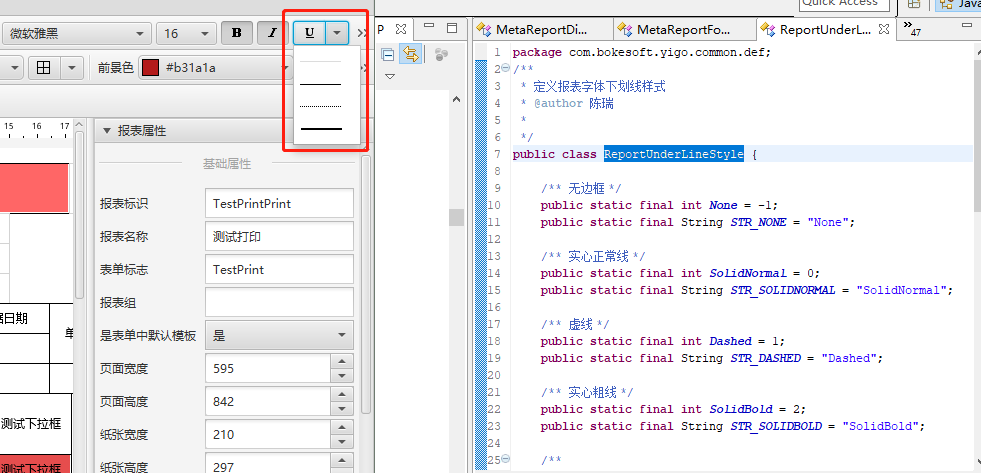 微软雅黑
16
B
I
U
前景色
#b31a1a
15
16
17
据日期
单
测试下拉框
测试下拉框
报表属性
基础属性
报表标识
TestPrintPrint
报表名称
测试打印
表单标志
TestPrint
报表组
是表单中默认模板
是
页面宽度
595
页面高度
842
纸张宽度
210
纸张高度
297
P
Quick Access
Java
MetaReportDi...
MetaReportFo...
ReportUnderL...
47
1 package com.bokesoft.yigo.common.def;
2 /**
3 * 定义报表字体下划线样式
4 * @author 陈瑞
5 *
6 */
7 public class ReportUnderLineStyle {
8
9 /** 无边框 */
10 public static final int None = -1;
11 public static final String STR_NONE = "None";
12
13 /** 实心正常线 */
14 public static final int SolidNormal = 0;
15 public static final String STR_SOLIDNORMAL = "SolidNormal";
16
17 /** 虚线 */
18 public static final int Dashed = 1;
19 public static final String STR_DASHED = "Dashed";
20
21 /** 实心粗线 */
22 public static final int SolidBold = 2;
23 public static final String STR_SOLIDBOLD = "SolidBold";
24
25 /**